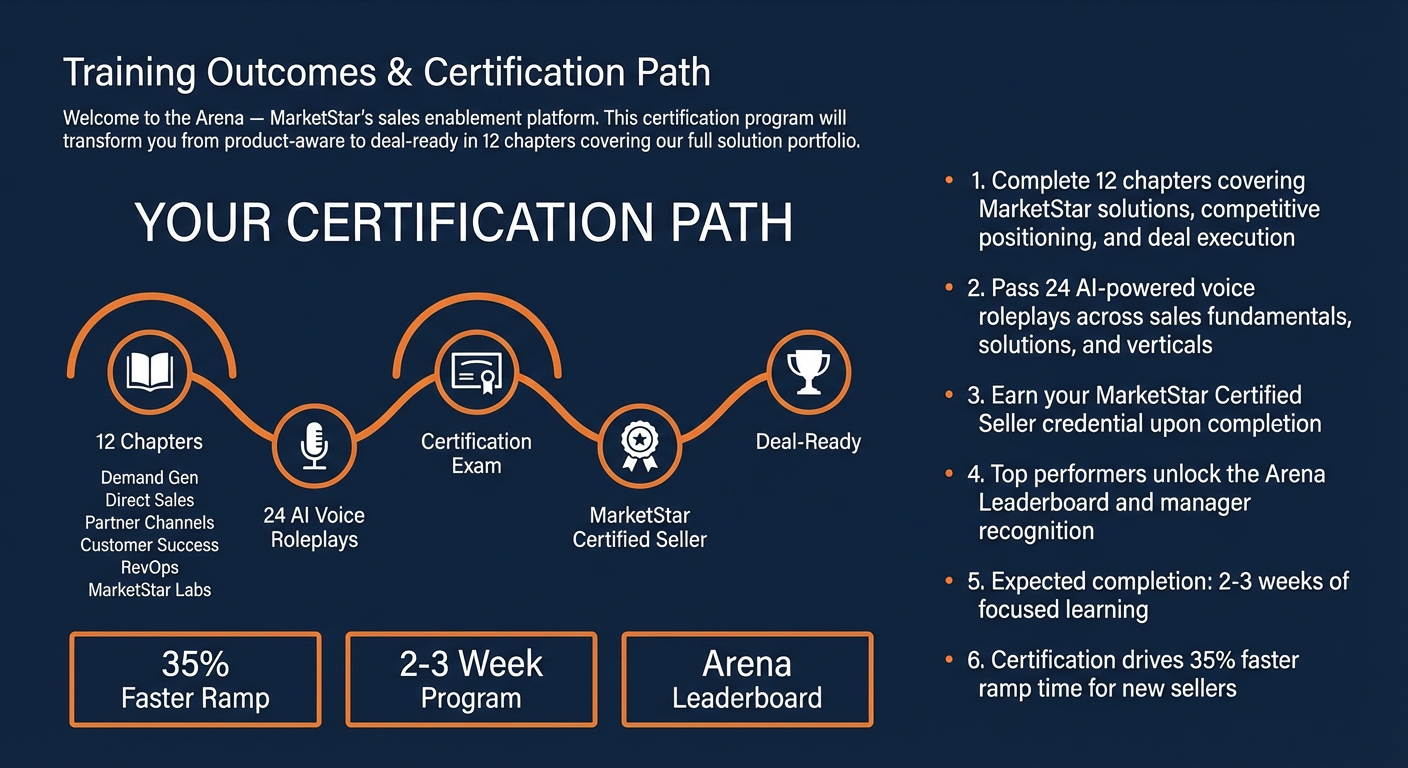 Training Outcomes & Certification Path
Welcome to the Arena — MarketStar's sales enablement platform. This certification program will
transform you from product-aware to deal-ready in 12 chapters covering our full solution portfolio.
YOUR CERTIFICATION PATH
12 Chapters
Demand Gen
Direct Sales
Partner Channels
Customer Success
RevOps
MarketStar Labs
24 AI Voice
Roleplays
Certification
Exam
MarketStar
Certified Seller
Deal-Ready
35%
Faster Ramp
2-3 Week
Program
Arena
Leaderboard
• 1. Complete 12 chapters covering
MarketStar solutions, competitive
positioning, and deal execution
• 2. Pass 24 AI-powered voice
roleplays across sales fundamentals,
solutions, and verticals
• 3. Earn your MarketStar Certified
Seller credential upon completion
• 4. Top performers unlock the Arena
Leaderboard and manager
recognition
• 5. Expected completion: 2-3 weeks of
focused learning
• 6. Certification drives 35% faster
ramp time for new sellers